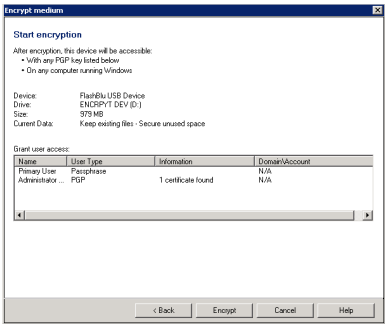 Encrypt medium
Start encryption
After encryption, this device will be accessible:
• With any PGP key listed below
• On any computer running Windows
Device: FlashBlu USB Device
Drive: ENCRPYT DEV (D:)
Size: 979 MB
Current Data: Keep existing files - Secure unused space
Grant user access:
Name User Type Information Domain\Account
Primary User Passphrase N/A
Administrator ... PGP 1 certificate found N/A
< Back Encrypt Cancel Help